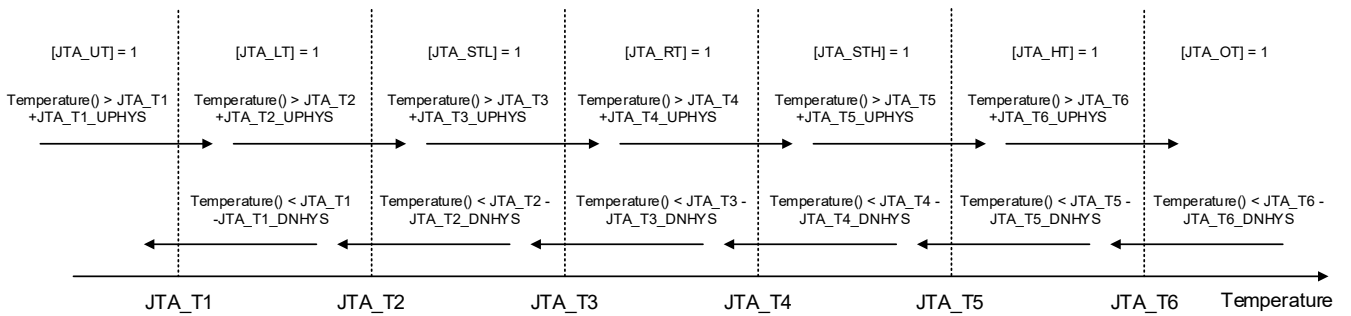 [JTA_UT] = 1
[JTA_LT] = 1
[JTA_STL] = 1
[JTA_RT] = 1
[JTA_STH] = 1
[JTA_HT] = 1
[JTA_OT] = 1
Temperature() > JTA_T1
+JTA_T1_UPHYS
Temperature() > JTA_T2
+JTA_T2_UPHYS
Temperature() > JTA_T3
+JTA_T3_UPHYS
Temperature() > JTA_T4
+JTA_T4_UPHYS
Temperature() > JTA_T5
+JTA_T5_UPHYS
Temperature() > JTA_T6
+JTA_T6_UPHYS
Temperature() < JTA_T1
-JTA_T1_DNHYS
Temperature() < JTA_T2 -
JTA_T2_DNHYS
Temperature() < JTA_T3 -
JTA_T3_DNHYS
Temperature() < JTA_T4 -
JTA_T4_DNHYS
Temperature() < JTA_T5 -
JTA_T5_DNHYS
Temperature() < JTA_T6 -
JTA_T6_DNHYS
JTA_T1
JTA_T2
JTA_T3
JTA_T4
JTA_T5
JTA_T6
Temperature